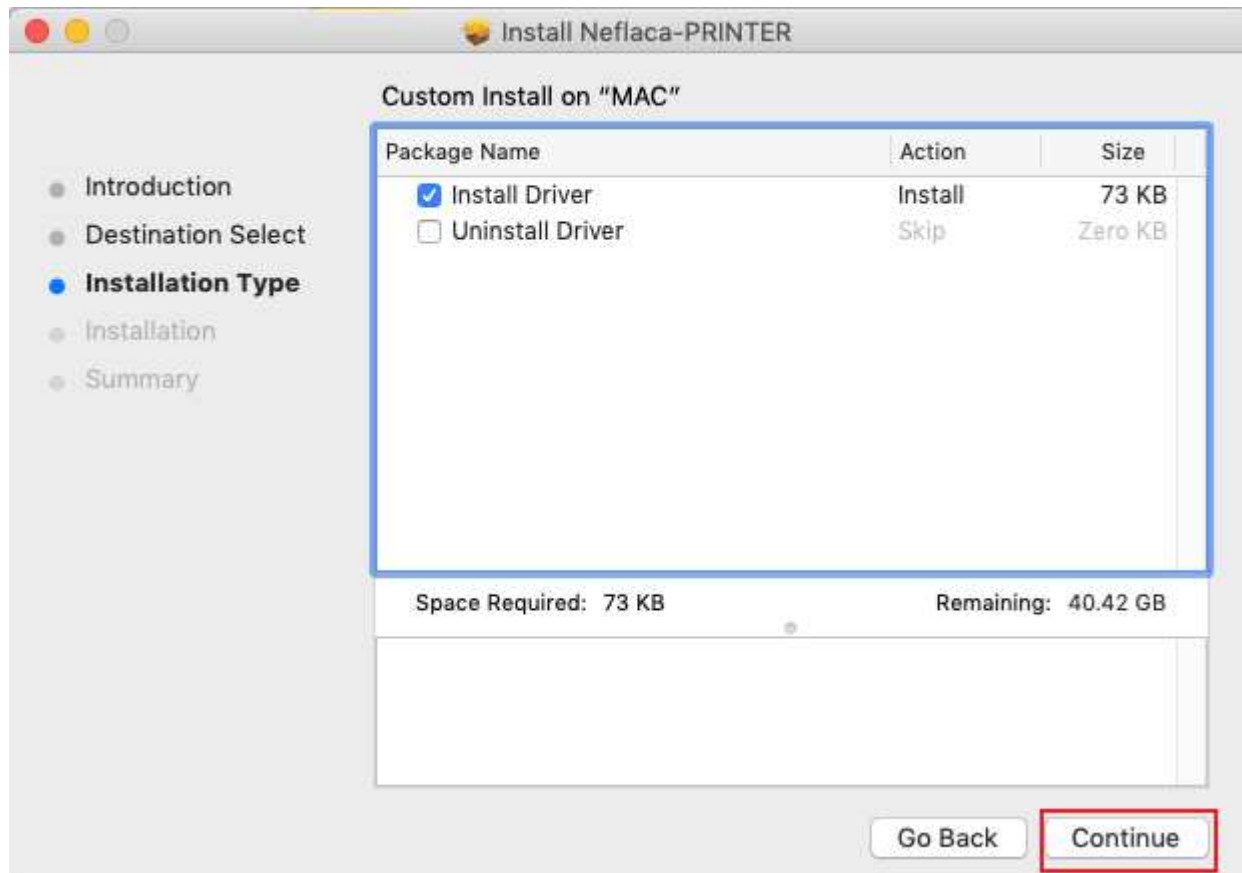 Install Neflaca-PRINTER
Custom Install on "MAC"
Introduction
Destination Select
Installation Type
Installation
Summary
Package Name Action Size
Install Driver Install 73 KB
Uninstall Driver Skip Zero KB
Space Required: 73 KB Remaining: 40.42 GB
Go Back Continue